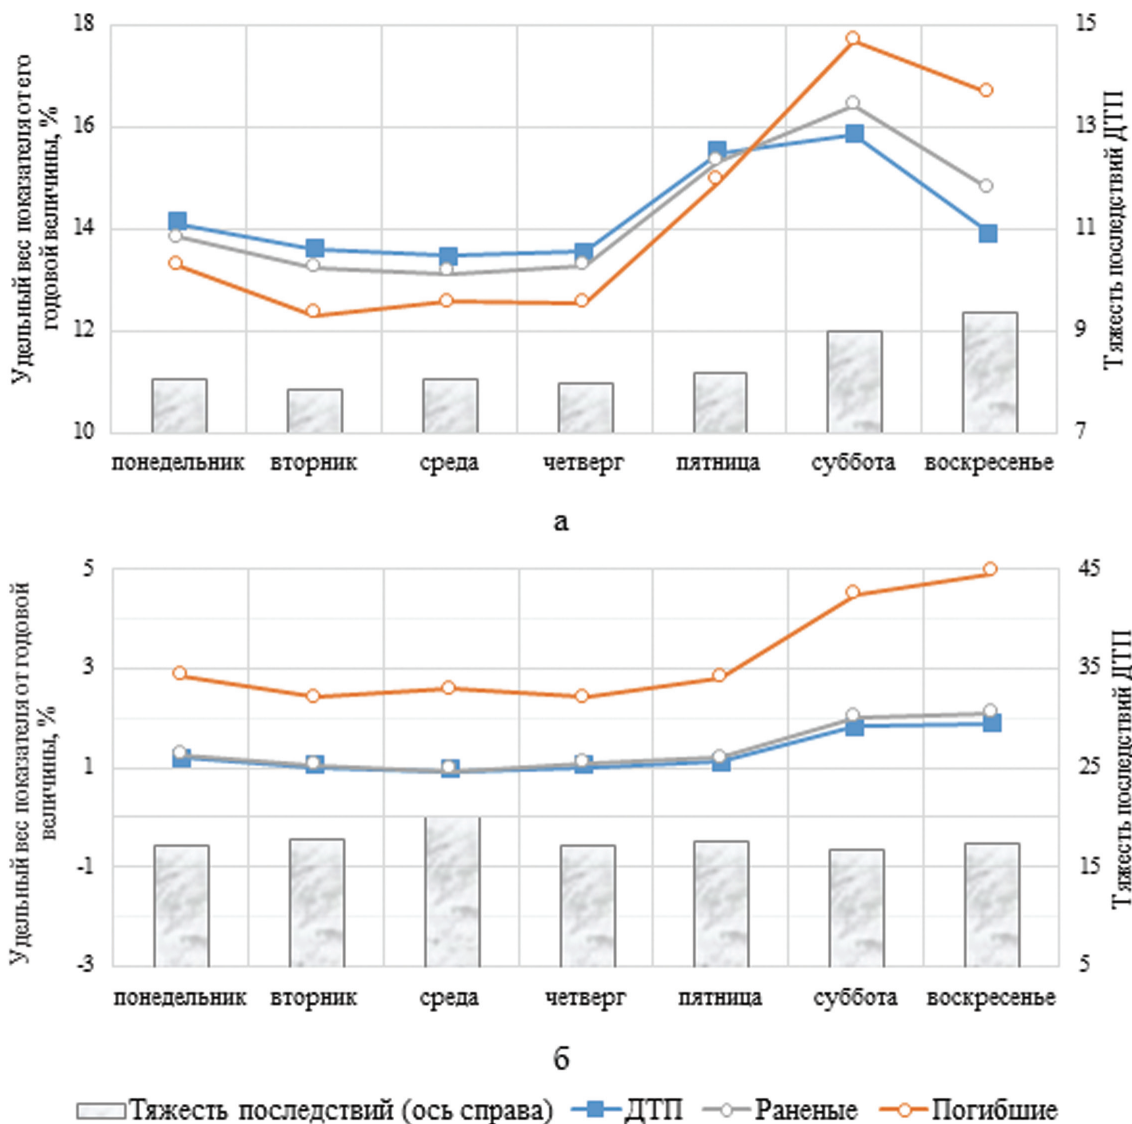 Удельный вес показателя от его
годовой величины, %
18
16
14
12
10
15
13
11
9
7
Тяжесть последствий ДТП
понедельник вторник среда четверг пятница суббота воскресенье
а
Удельный вес показателя от годовой
величины, %
5
3
1
-1
-3
45
35
25
15
5
Тяжесть последствий ДТП
понедельник вторник среда четверг пятница суббота воскресенье
б
Тяжесть последствий (ось справа) ДТП Раненые Погибшие